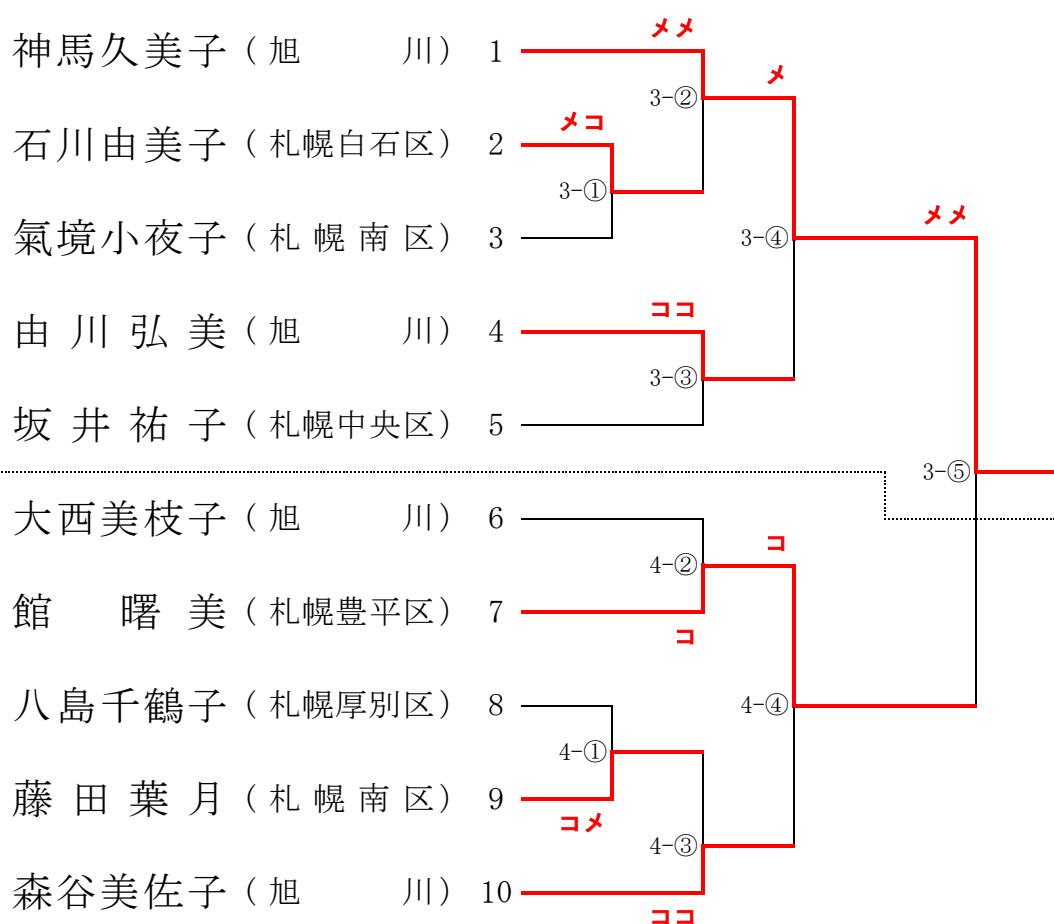 メメ
神馬久美子（旭　　川） 1
メ
3-②
メコ
石川由美子（札幌白石区） 2
3-①
メメ
氣境小夜子（札幌南区） 3
3-④
ココ
由川弘美（旭　　川） 4
3-③
坂井祐子（札幌中央区） 5
3-⑤
大西美枝子（旭　　川） 6
コ
4-②
館　曙美（札幌豊平区） 7
コ
八島千鶴子（札幌厚別区） 8
4-④
4-①
藤田葉月（札幌南区） 9
コメ
4-③
森谷美佐子（旭　　川） 10
ココ